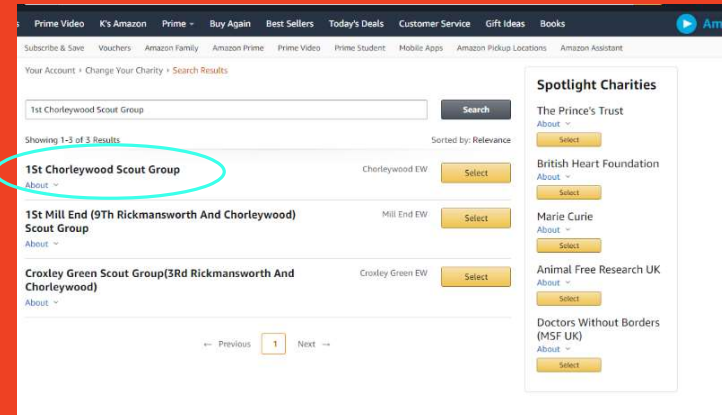 Prime Video K's Amazon Prime Buy Again Best Sellers Today's Deals Customer Service Gift Ideas Books
Subscribe & Save Vouchers Amazon Family Amazon Prime Prime Video Prime Student Mobile Apps Amazon Pickup Locations Amazon Assistant
Your Account › Change Your Charity › Search Results
1st Chorleywood Scout Group
Search
Showing 1-3 of 3 Results
Sorted by: Relevance
1St Chorleywood Scout Group
About
Chorleywood EW
Select
1St Mill End (9Th Rickmansworth And Chorleywood)
Scout Group
About
Mill End EW
Select
Croxley Green Scout Group(3Rd Rickmansworth And
Chorleywood)
About
Croxley Green EW
Select
← Previous 1 Next →
Spotlight Charities
The Prince's Trust
About
Select
British Heart Foundation
About
Select
Marie Curie
About
Select
Animal Free Research UK
About
Select
Doctors Without Borders
(MSF UK)
About
Select